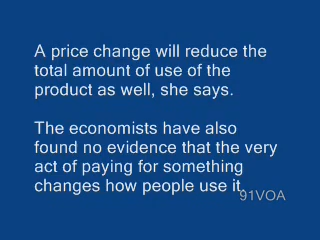 A price change will reduce the
total amount of use of the
product as well, she says.
The economists have also
found no evidence that the very
act of paying for something
changes how people use it.
91VOA